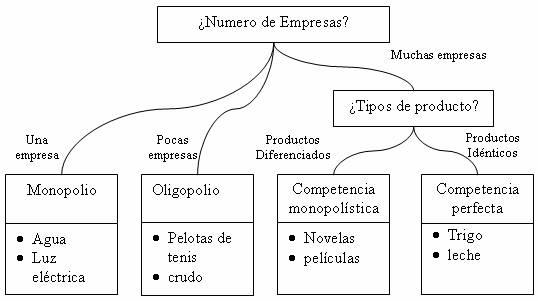 ¿Numero de Empresas?
Muchas empresas
¿Tipos de producto?
Una
empresa
Pocas
empresas
Productos
Diferenciados
Productos
Idénticos
Monopolio
• Agua
• Luz
eléctrica
Oligopolio
• Pelotas de
tenis
• crudo
Competencia
monopolística
• Novelas
• películas
Competencia
perfecta
• Trigo
• leche